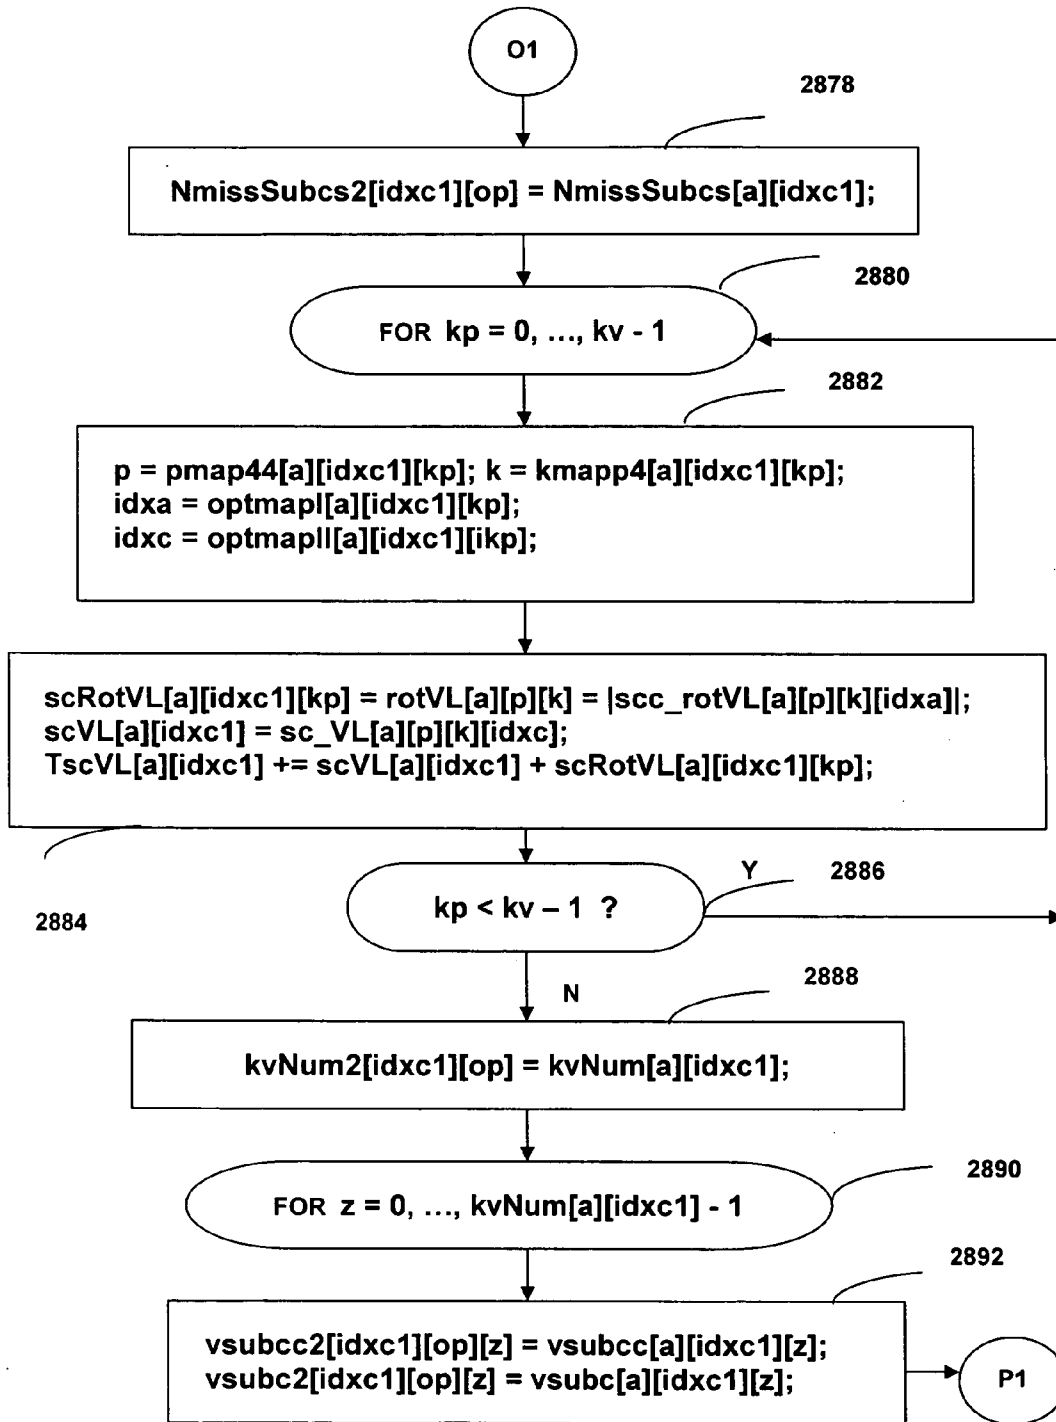 O1
2878
NmissSubcs2[idxc1][op] = NmissSubcs[a][idxc1];
2880
FOR kp = 0, ..., kv - 1
2882
p = pmap44[a][idxc1][kp]; k = kmapp4[a][idxc1][kp];
idxa = optmapI[a][idxc1][kp];
idxc = optmapII[a][idxc1][ikp];
scRotVL[a][idxc1][kp] = rotVL[a][p][k] = |scc_rotVL[a][p][k][idxa]|;
scVL[a][idxc1] = sc_VL[a][p][k][idxc];
TscVL[a][idxc1] += scVL[a][idxc1] + scRotVL[a][idxc1][kp];
2884
kp < kv – 1 ?
Y
2886
N
2888
kvNum2[idxc1][op] = kvNum[a][idxc1];
2890
FOR z = 0, ..., kvNum[a][idxc1] - 1
2892
vsubcc2[idxc1][op][z] = vsubcc[a][idxc1][z];
vsubc2[idxc1][op][z] = vsubc[a][idxc1][z];
P1